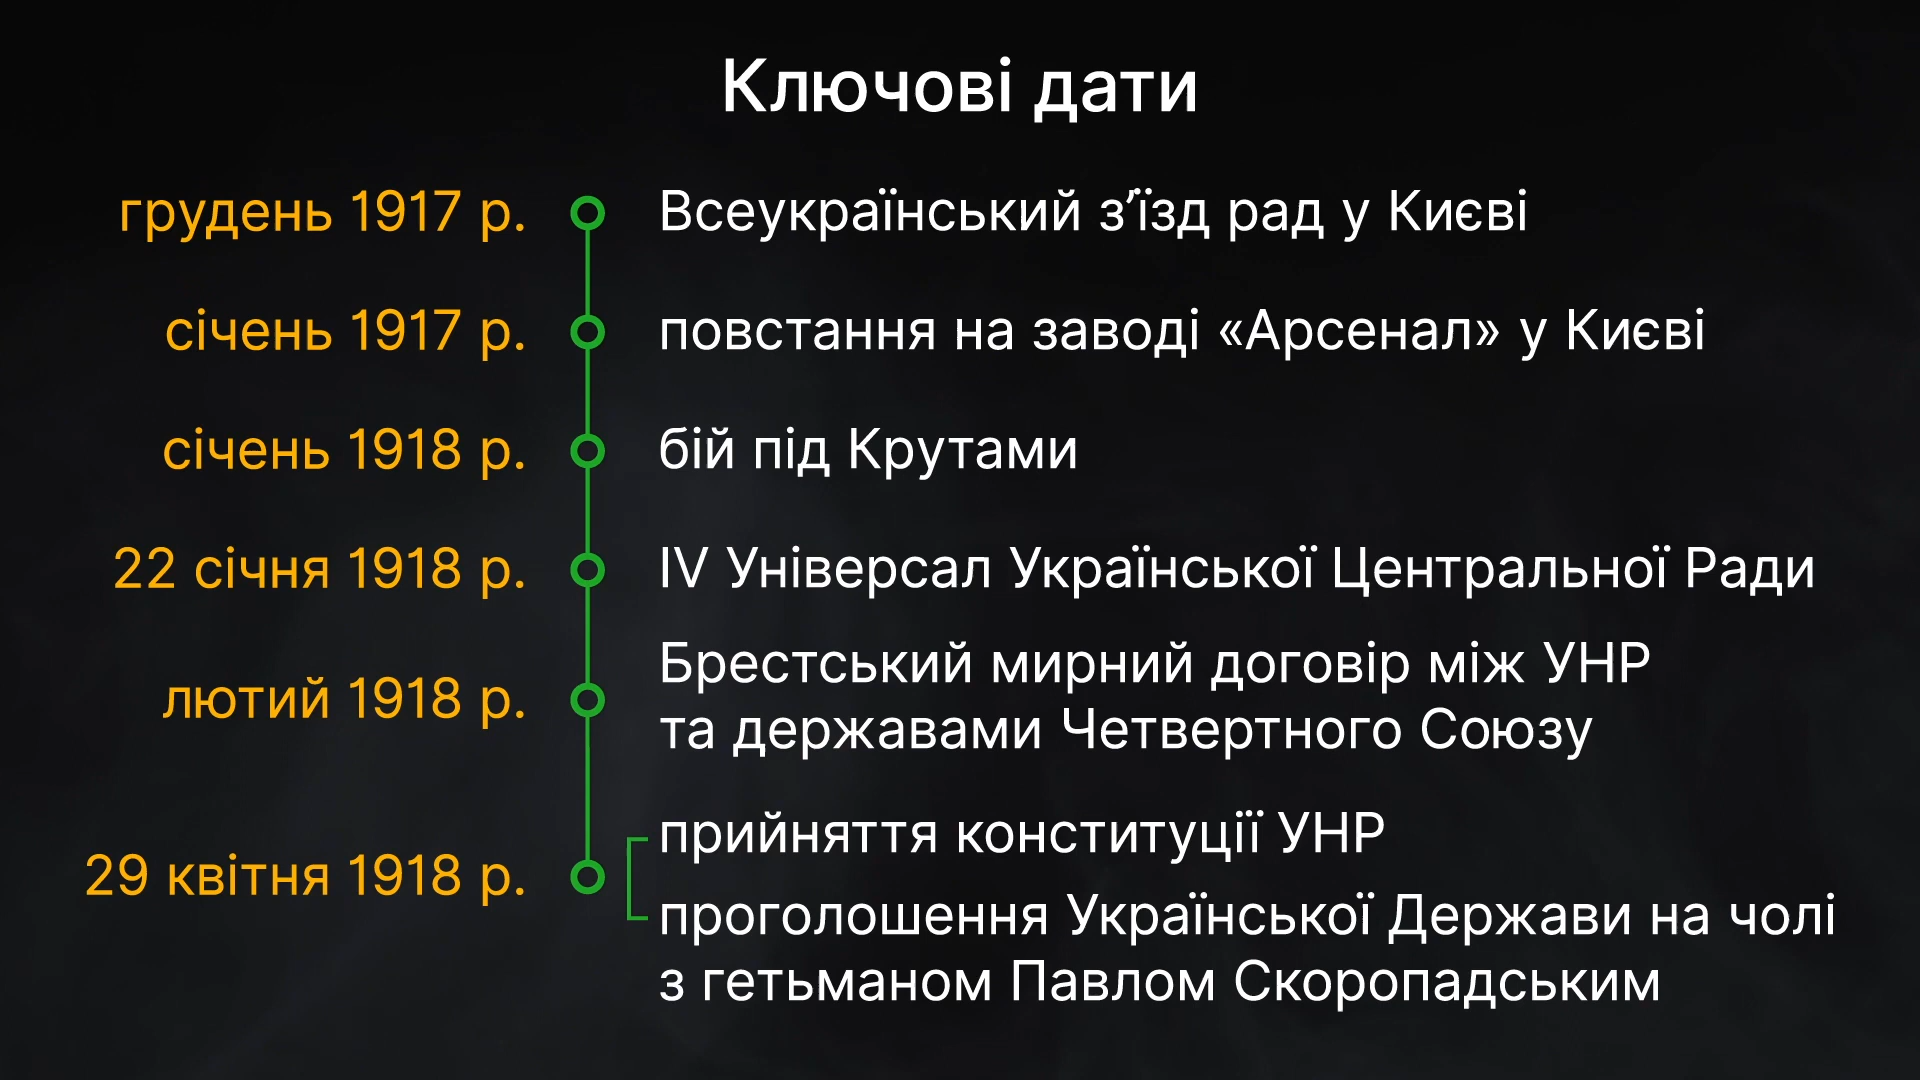 Ключові дати
грудень 1917 р.
Всеукраїнський з’їзд рад у Києві
січень 1917 р.
повстання на заводі «Арсенал» у Києві
січень 1918 р.
бій під Крутами
22 січня 1918 р.
IV Універсал Української Центральної Ради
лютий 1918 р.
Брестський мирний договір між УНР
та державами Четвертного Союзу
29 квітня 1918 р.
прийняття конституції УНР
проголошення Української Держави на чолі
з гетьманом Павлом Скоропадським